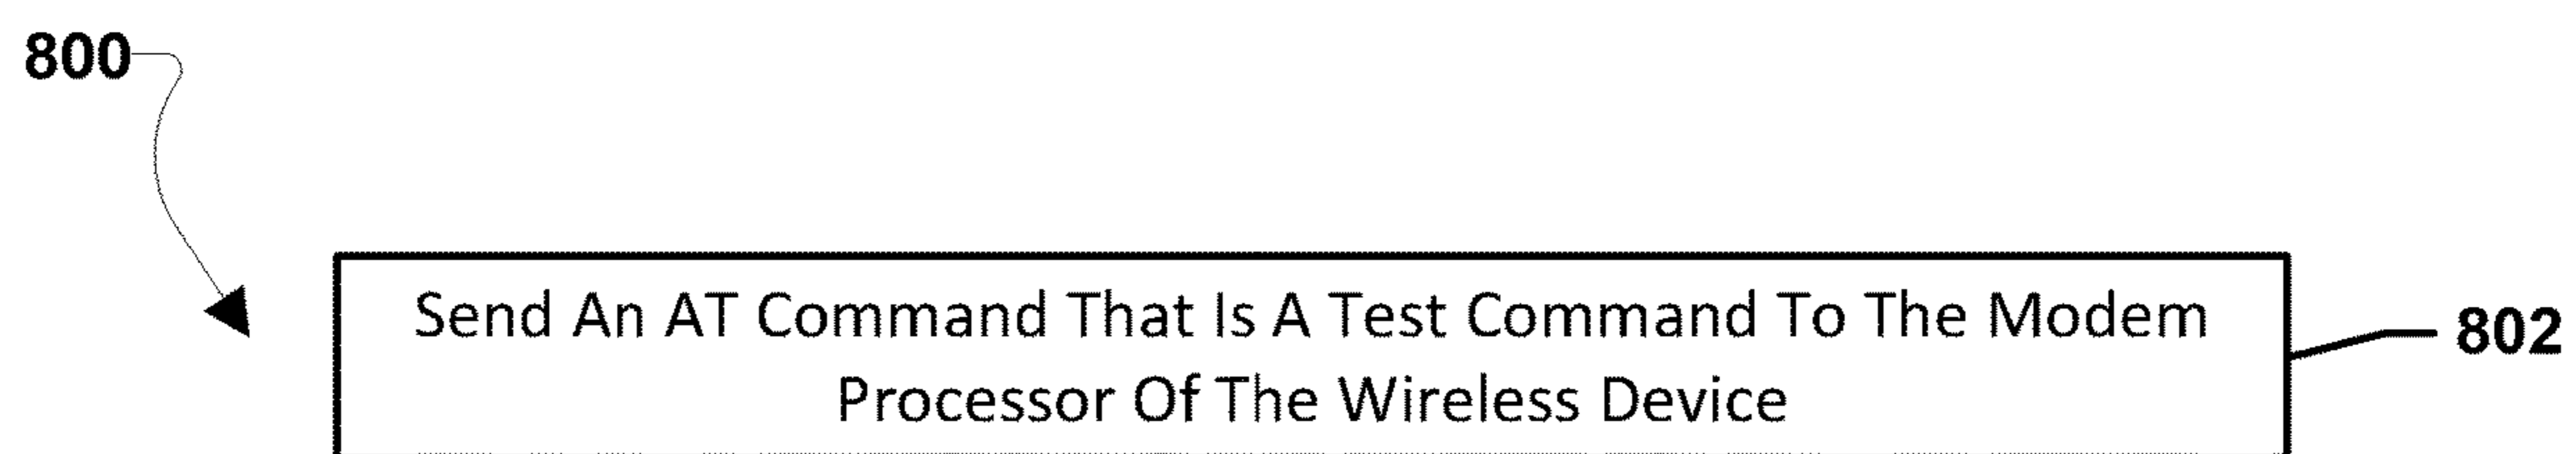 800
Send An AT Command That Is A Test Command To The Modem
Processor Of The Wireless Device
802